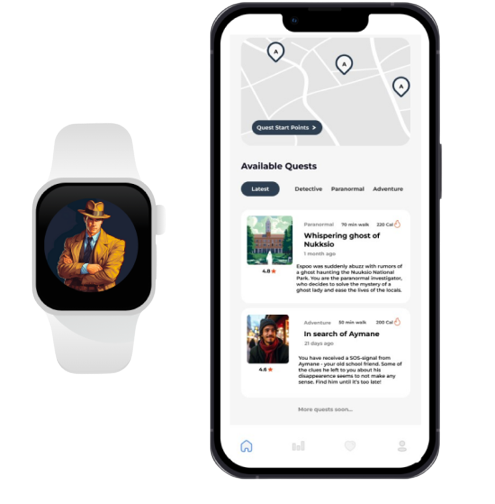 A
A
A
Quest Start Points >
Available Quests
Latest Detective Paranormal Adventure
Paranormal 70 min walk 220 Cal
Whispering ghost of
Nukksio
1 month ago
4.8
Espoo was suddenly abuzz with rumors of
a ghost haunting the Nuuksio National
Park. You are the paranormal investigator,
who decides to solve the mystery of a
ghost lady and ease the lives of the locals.
Adventure 50 min walk 200 Cal
In search of Aymane
21 days ago
4.6
You have received a SOS-signal from
Aymane - your old school friend. Some of
the clues he left to you about his
disappearance seems to not make any
sense. Find him until it's too late!
More quests soon...